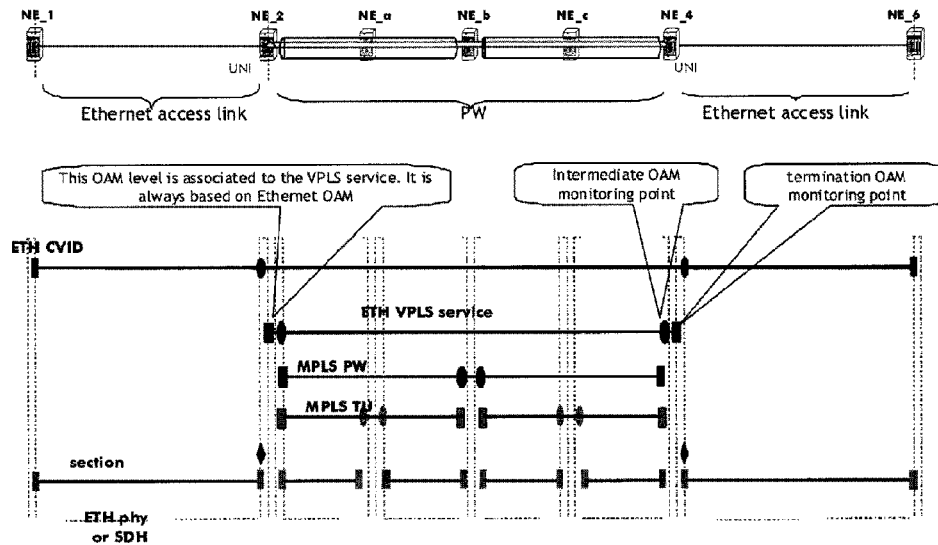 NE_1 NE_2 NE_a NE_b NE_c NE_4 NE_6
UNI UNI
Ethernet access link PW Ethernet access link
This OAM level is associated to the VPLS service. It is
always based on Ethernet OAM
Intermediate OAM
monitoring point
termination OAM
monitoring point
ETH CVID
ETH VPLS service
MPLS PW
MPLS TU
section
ETH phy
or SDH